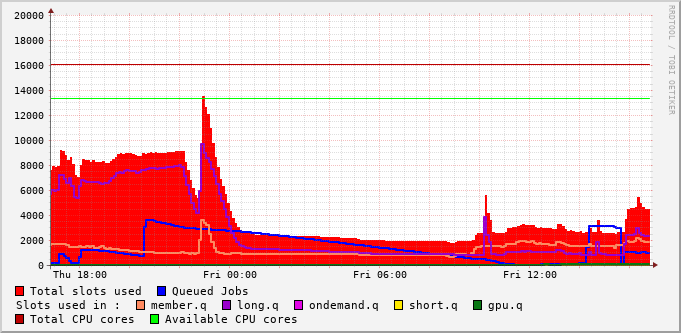 RRDTOOL / TOBI OETIKER
20000
18000
16000
14000
12000
10000
8000
6000
4000
2000
0
Thu 18:00 Fri 00:00 Fri 06:00 Fri 12:00
Total slots used Queued Jobs
Slots used in : member.q long.q ondemand.q short.q gpu.q
Total CPU cores Available CPU cores